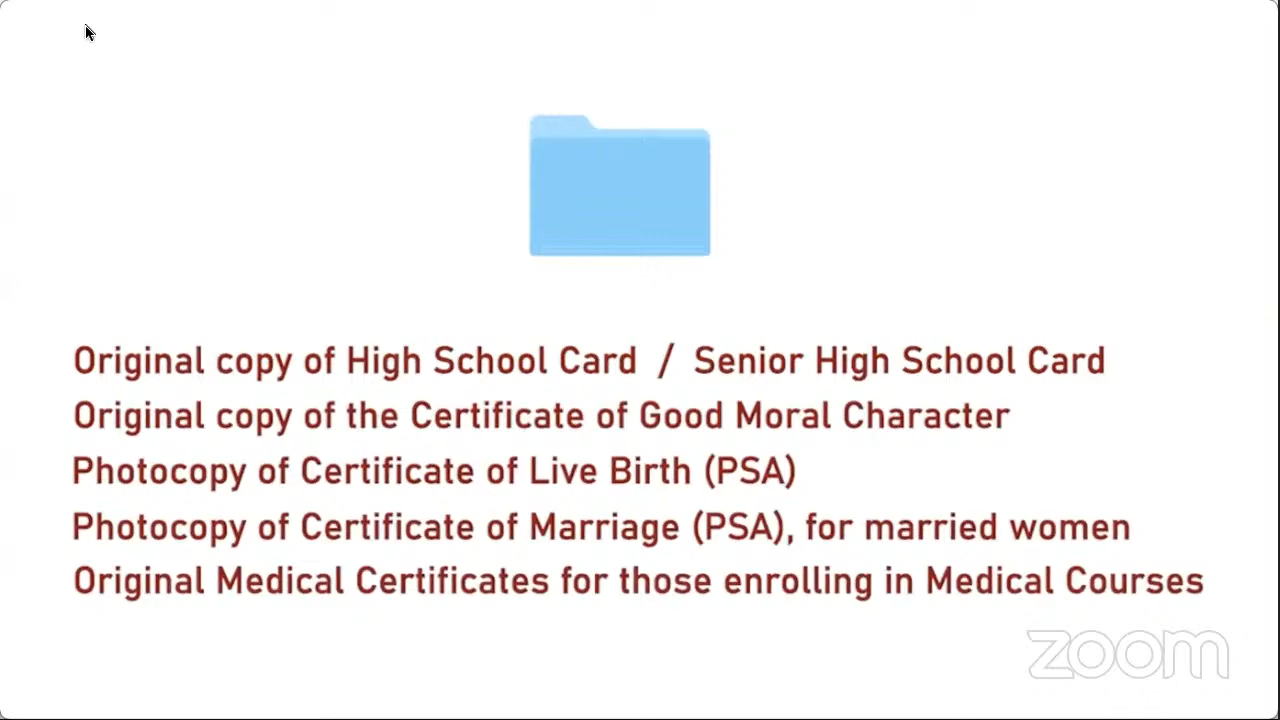 Original copy of High School Card / Senior High School Card
Original copy of the Certificate of Good Moral Character
Photocopy of Certificate of Live Birth (PSA)
Photocopy of Certificate of Marriage (PSA), for married women
Original Medical Certificates for those enrolling in Medical Courses
zoom